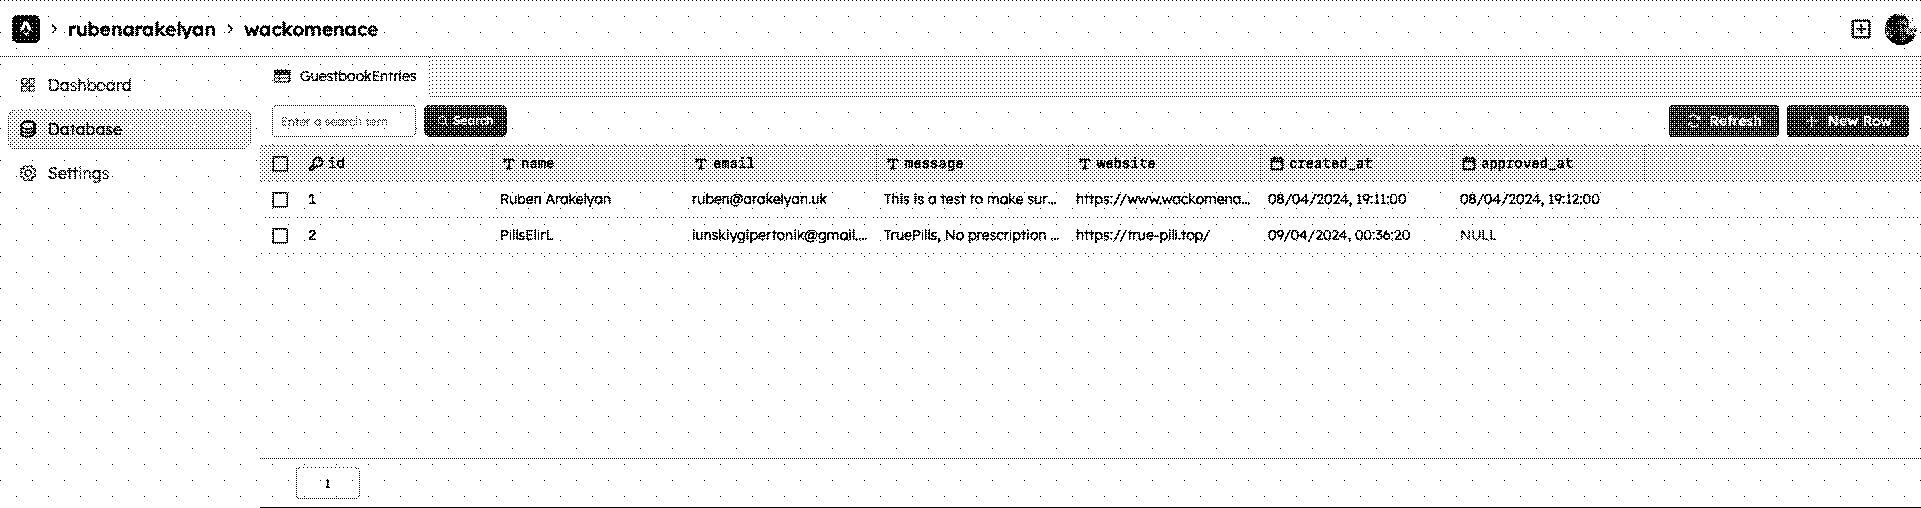 rubenarakelyan > wackomenace
Dashboard
Database
Settings
GuestbookEntries
Enter a search term
Search
Refresh
New Row
id name email message website created_at approved_at
1 Ruben Arakelyan ruben@arakelyan.uk This is a test to make sur... https://www.wackomena... 08/04/2024, 19:11:00 08/04/2024, 19:12:00
2 PillsElirL iunskiygipertonik@gmail.... TruePills, No prescription ... https://true-pill.top/ 09/04/2024, 00:36:20 NULL
1